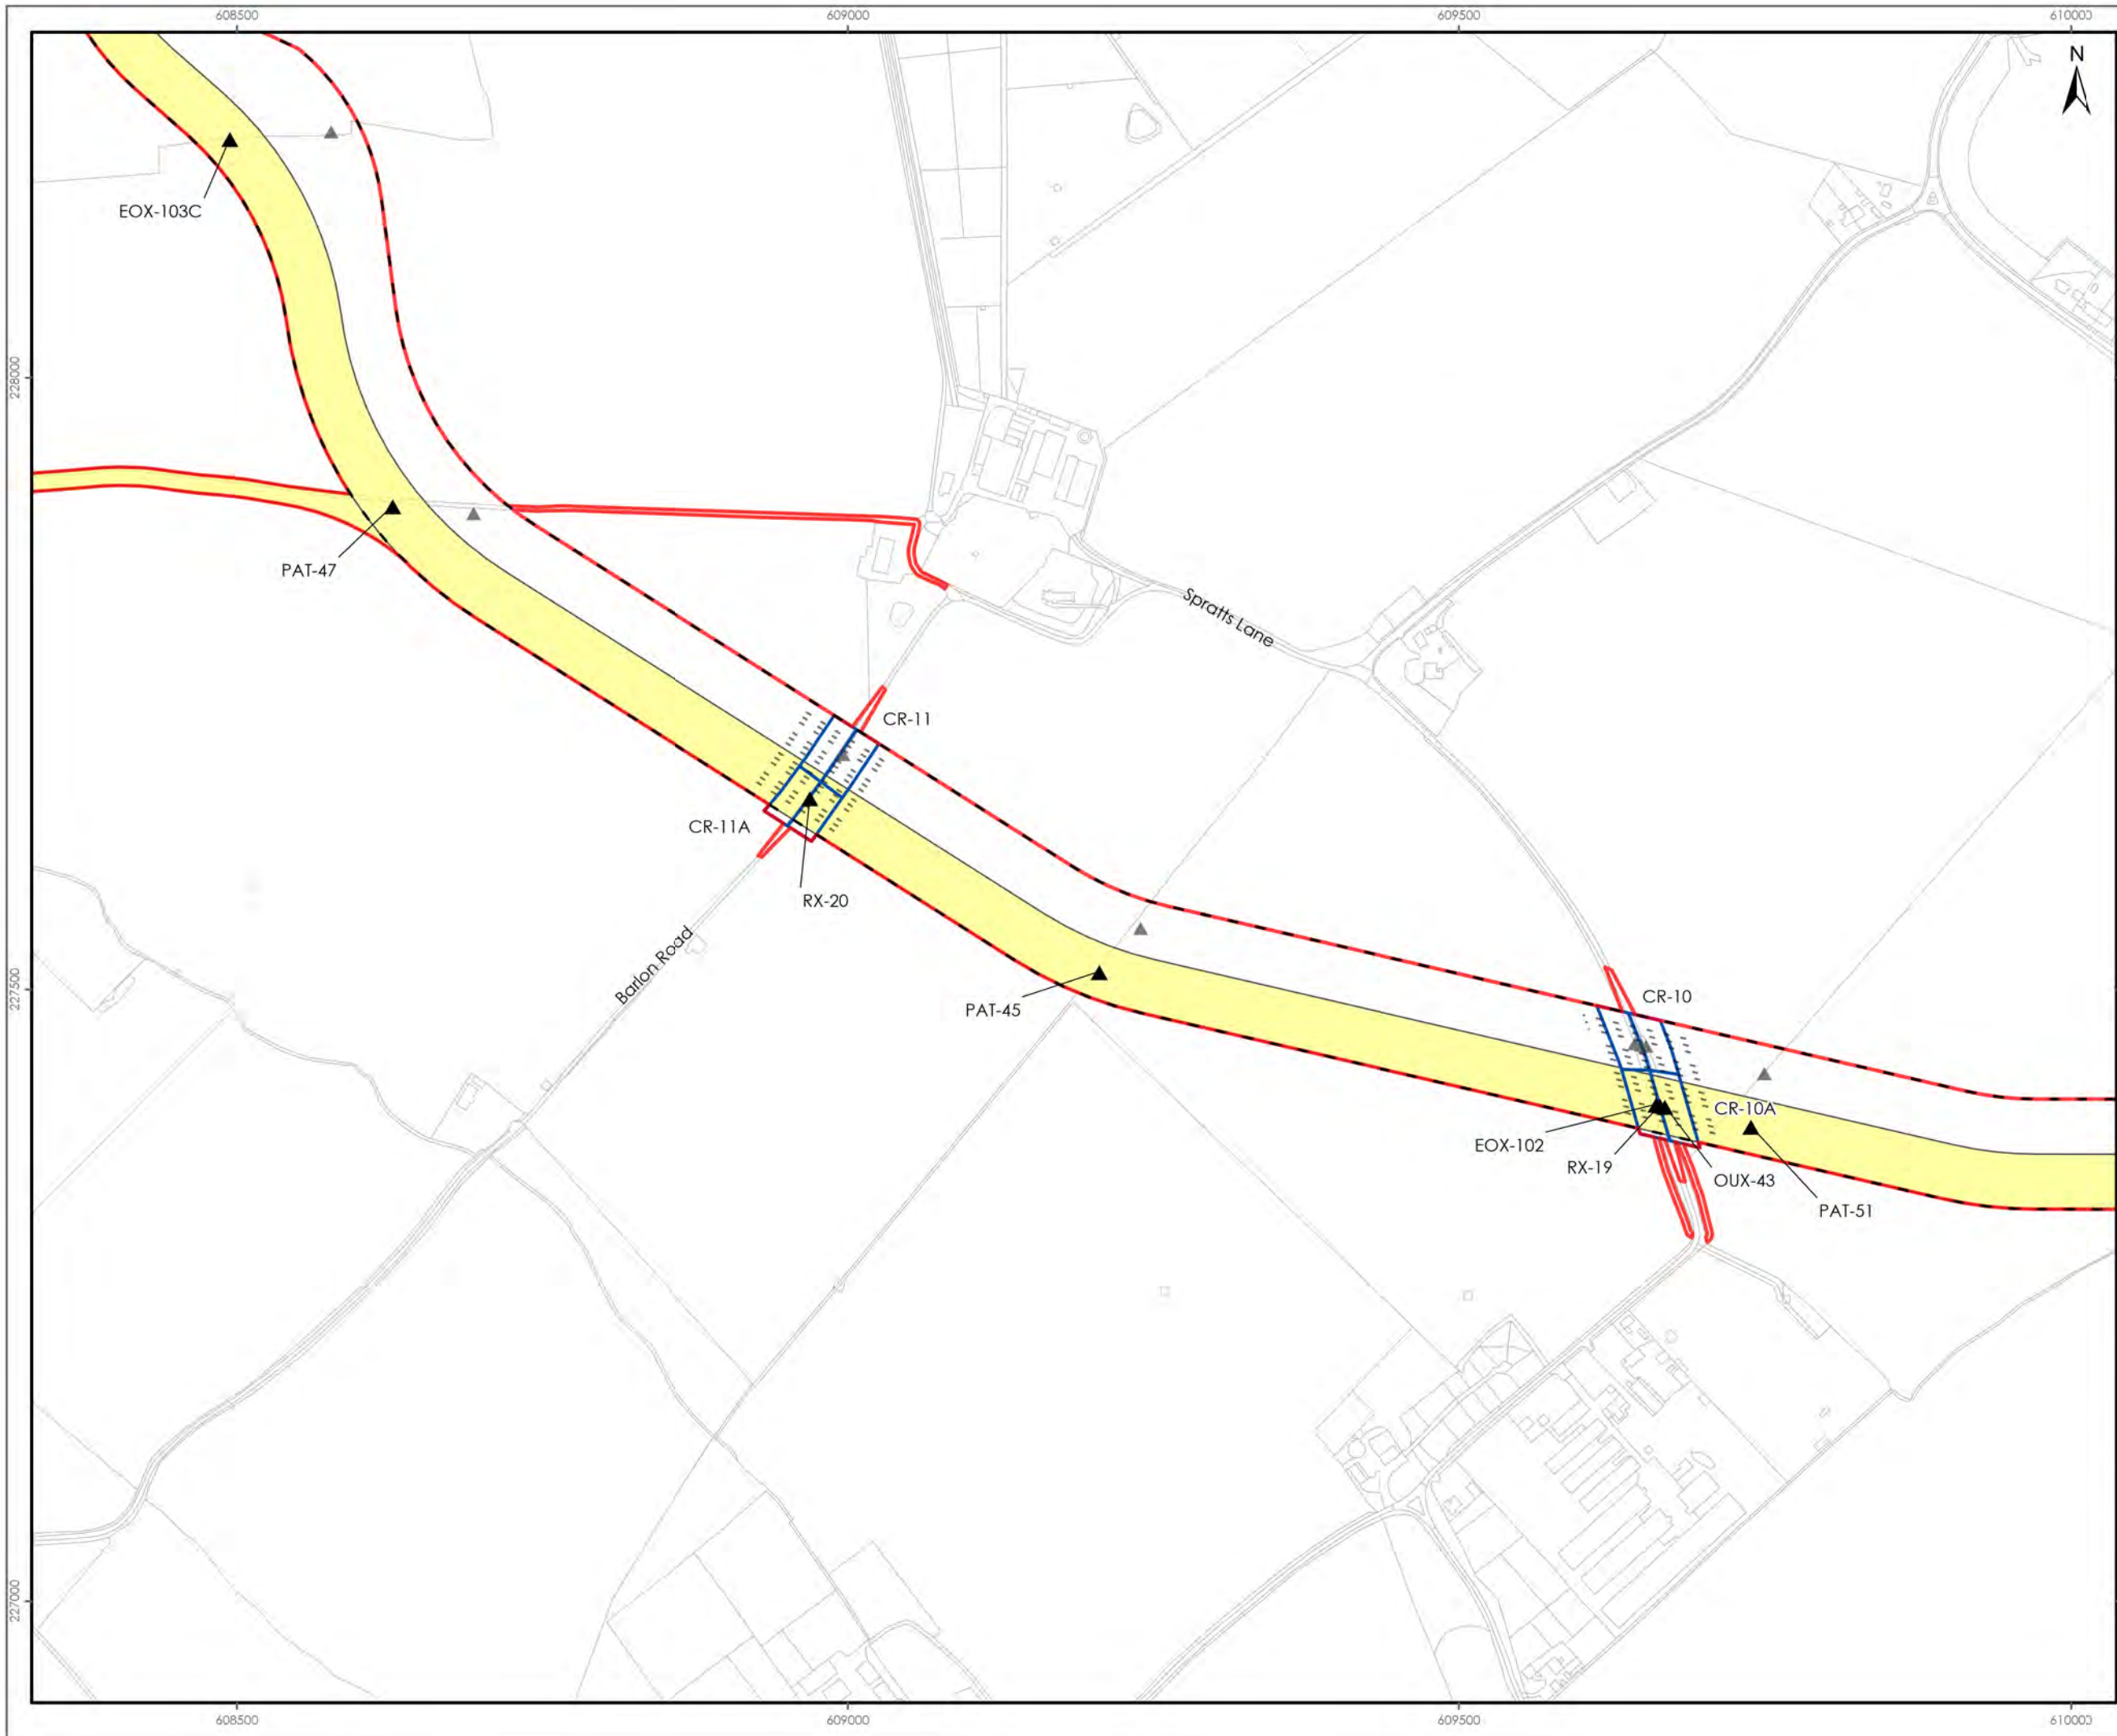 608500 609000 609500 610000
N
EOX-103C
228000
PAT-47
Spratts Lane
CR-11
CR-11A
RX-20
Barlon Road
227500
PAT-45
CR-10
CR-10A
EOX-102
RX-19
OUX-43
PAT-51
227000
608500 609000 609500 610000